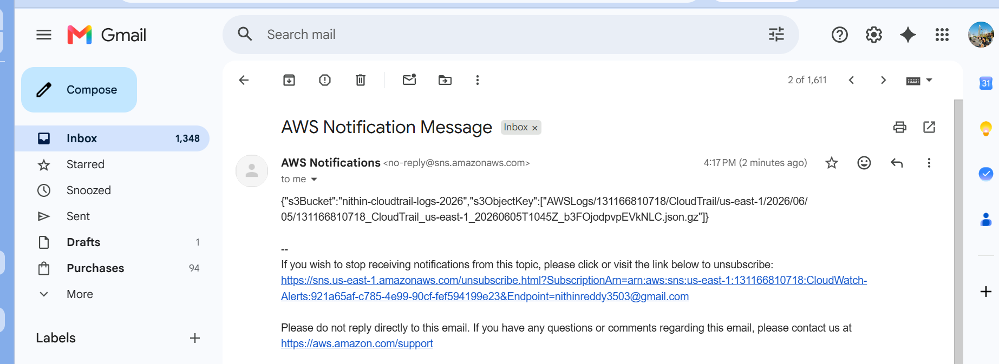 Gmail
Search mail
Compose
2 of 1,611
31
AWS Notification Message Inbox ×
Inbox 1,348
Starred
Snoozed
Sent
Drafts 1
Purchases 94
More
Labels
AWS Notifications <no-reply@sns.amazonaws.com>
4:17 PM (2 minutes ago)
to me
{"s3Bucket":"nithin-cloudtrail-logs-2026","s3ObjectKey":["AWSLogs/131166810718/CloudTrail/us-east-1/2026/06/
05/131166810718_CloudTrail_us-east-1_20260605T1045Z_b3FOjodpvpEVkNLC.json.gz"]}
--
If you wish to stop receiving notifications from this topic, please click or visit the link below to unsubscribe:
https://sns.us-east-1.amazonaws.com/unsubscribe.html?SubscriptionArn=arn:aws:sns:us-east-1:131166810718:CloudWatch-
Alerts:921a65af-c785-4e99-90cf-fef594199e23&Endpoint=nithinreddy3503@gmail.com
Please do not reply directly to this email. If you have any questions or comments regarding this email, please contact us at
https://aws.amazon.com/support